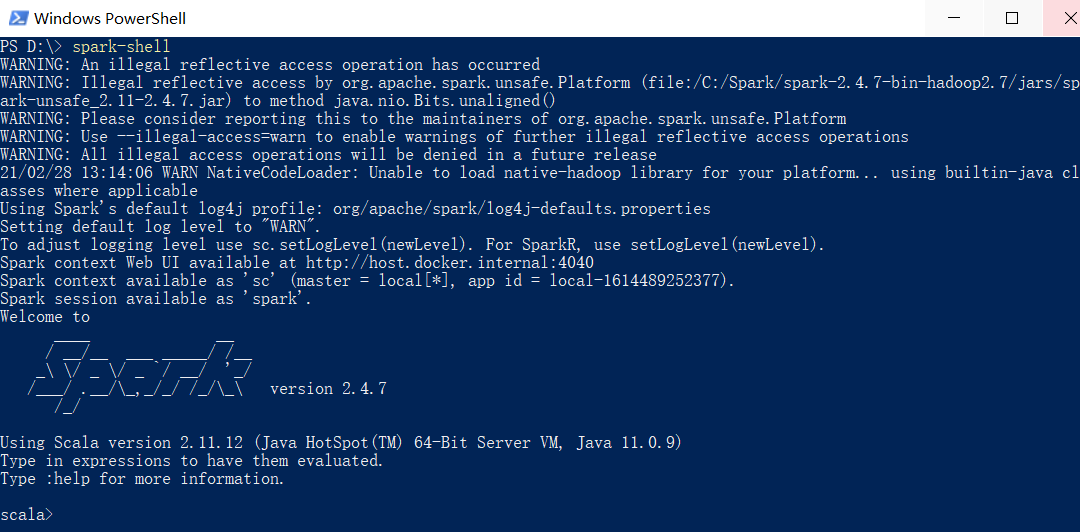 Windows PowerShell
PS D:\> spark-shell
WARNING: An illegal reflective access operation has occurred
WARNING: Illegal reflective access by org.apache.spark.unsafe.Platform (file:/C:/Spark/spark-2.4.7-bin-hadoop2.7/jars/sp
ark-unsafe_2.11-2.4.7.jar) to method java.nio.Bits.unaligned()
WARNING: Please consider reporting this to the maintainers of org.apache.spark.unsafe.Platform
WARNING: Use --illegal-access=warn to enable warnings of further illegal reflective access operations
WARNING: All illegal access operations will be denied in a future release
21/02/28 13:14:06 WARN NativeCodeLoader: Unable to load native-hadoop library for your platform... using builtin-java cl
asses where applicable
Using Spark's default log4j profile: org/apache/spark/log4j-defaults.properties
Setting default log level to "WARN".
To adjust logging level use sc.setLogLevel(newLevel). For SparkR, use setLogLevel(newLevel).
Spark context Web UI available at http://host.docker.internal:4040
Spark context available as 'sc' (master = local[*], app id = local-1614489252377).
Spark session available as 'spark'.
Welcome to
Spark version 2.4.7
Using Scala version 2.11.12 (Java HotSpot(TM) 64-Bit Server VM, Java 11.0.9)
Type in expressions to have them evaluated.
Type :help for more information.
scala>